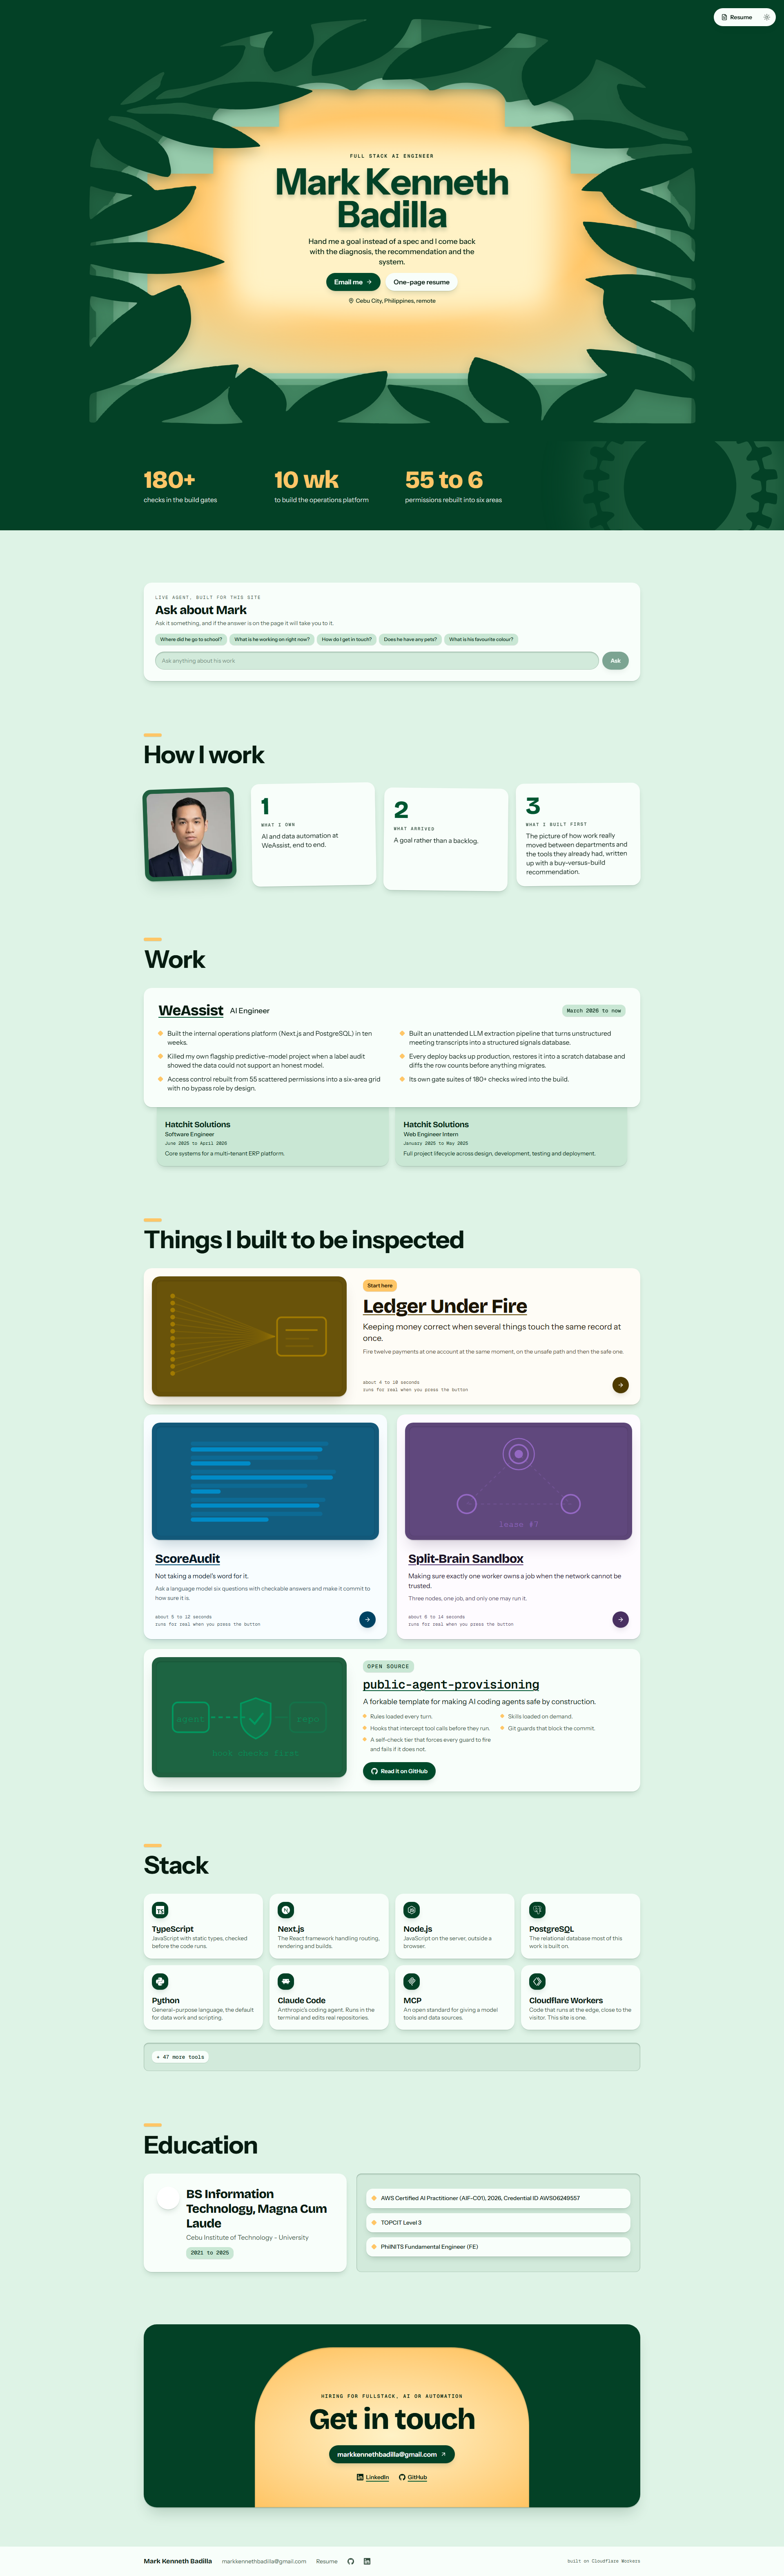 Resume
FULL STACK AI ENGINEER
Mark Kenneth
Badilla
Hand me a goal instead of a spec and I come back
with the diagnosis, the recommendation and the
system.
Email me
One-page resume
Cebu City, Philippines, remote
180+
checks in the build gates
10 wk
to build the operations platform
55 to 6
permissions rebuilt into six areas
LIVE AGENT, BUILT FOR THIS SITE
Ask about Mark
Ask it something, and if the answer is on the page it will take you to it.
Where did he go to school?
What is he working on right now?
How do I get in touch?
Does he have any pets?
What is his favourite colour?
Ask anything about his work
Ask
How I work
1
WHAT I OWN
AI and data automation at
WeAssist, end to end.
2
WHAT ARRIVED
A goal rather than a backlog.
3
WHAT I BUILT FIRST
The picture of how work really
moved between departments and
the tools they already had, written
up with a buy-versus-build
recommendation.
Work
WeAssist AI Engineer
March 2026 to now
Built the internal operations platform (Next.js and PostgreSQL) in ten
weeks.
Killed my own flagship predictive-model project when a label audit
showed the data could not support an honest model.
Access control rebuilt from 55 scattered permissions into a six-area grid
with no bypass role by design.
Built an unattended LLM extraction pipeline that turns unstructured
meeting transcripts into a structured signals database.
Every deploy backs up production, restores it into a scratch database and
diffs the row counts before anything migrates.
Its own gate suites of 180+ checks wired into the build.
Hatchit Solutions
Software Engineer
June 2025 to April 2026
Core systems for a multi-tenant ERP platform.
Hatchit Solutions
Web Engineer Intern
January 2025 to May 2025
Full project lifecycle across design, development, testing and deployment.
Things I built to be inspected
Start here
Ledger Under Fire
Keeping money correct when several things touch the same record at
once.
Fire twelve payments at one account at the same moment, on the unsafe path and then the safe one.
about 4 to 10 seconds
runs for real when you press the button
ScoreAudit
Not taking a model's word for it.
Ask a language model six questions with checkable answers and make it commit to
how sure it is.
about 5 to 12 seconds
runs for real when you press the button
lease #7
Split-Brain Sandbox
Making sure exactly one worker owns a job when the network cannot be
trusted.
Three nodes, one job, and only one may run it.
about 6 to 14 seconds
runs for real when you press the button
agent
repo
hook checks first
OPEN SOURCE
public-agent-provisioning
A forkable template for making AI coding agents safe by construction.
Rules loaded every turn.
Hooks that intercept tool calls before they run.
A self-check tier that forces every guard to fire
and fails if it does not.
Skills loaded on demand.
Git guards that block the commit.
Read it on GitHub
Stack
TypeScript
JavaScript with static types, checked
before the code runs.
Next.js
The React framework handling routing,
rendering and builds.
Node.js
JavaScript on the server, outside a
browser.
PostgreSQL
The relational database most of this
work is built on.
Python
General-purpose language, the default
for data work and scripting.
Claude Code
Anthropic's coding agent. Runs in the
terminal and edits real repositories.
MCP
An open standard for giving a model
tools and data sources.
Cloudflare Workers
Code that runs at the edge, close to the
visitor. This site is one.
+ 47 more tools
Education
BS Information
Technology, Magna Cum
Laude
Cebu Institute of Technology - University
2021 to 2025
AWS Certified AI Practitioner (AIF-C01), 2026, Credential ID AWS06249557
TOPCIT Level 3
PhilNITS Fundamental Engineer (FE)
HIRING FOR FULLSTACK, AI OR AUTOMATION
Get in touch
markkennethbadilla@gmail.com
LinkedIn
GitHub
Mark Kenneth Badilla
markkennethbadilla@gmail.com
Resume
built on Cloudflare Workers